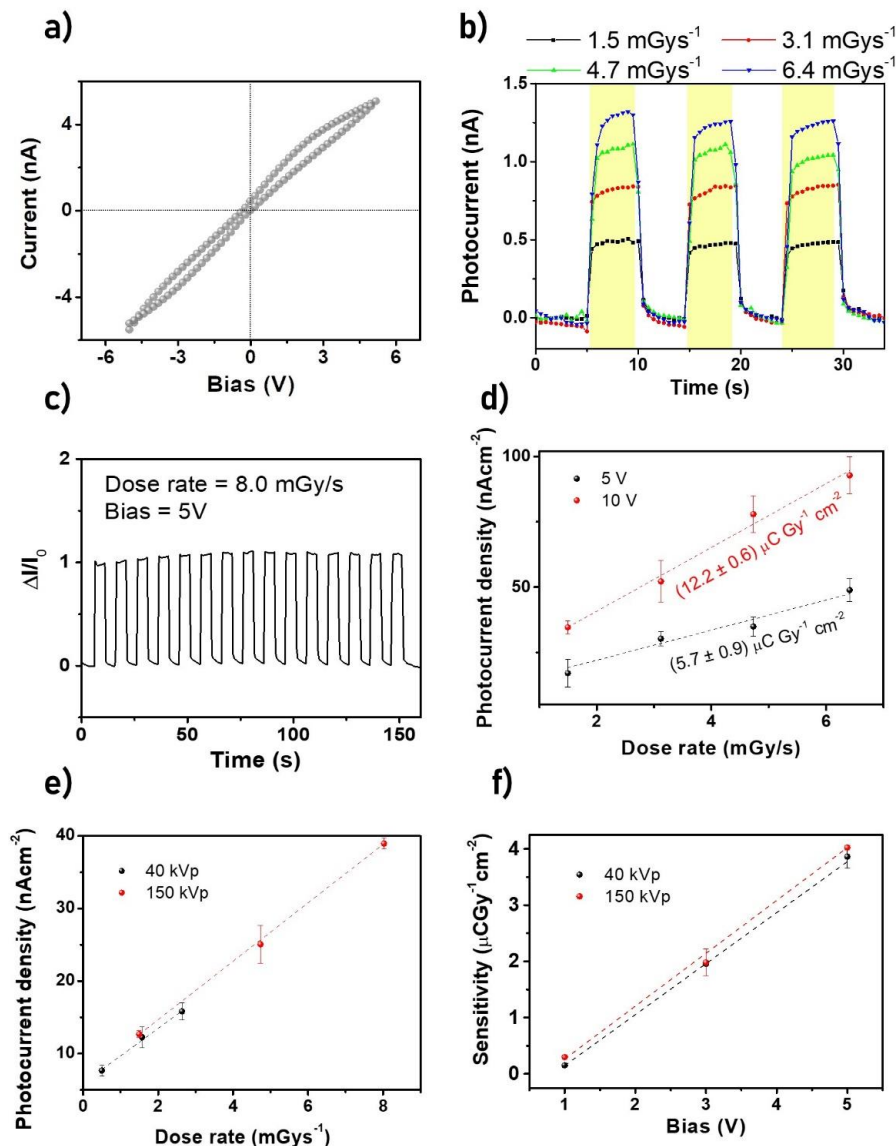 a)
Current (nA)
4
0
-4
-6 -3 0 3 6
Bias (V)
b)
1.5 mGys⁻¹ 3.1 mGys⁻¹
4.7 mGys⁻¹ 6.4 mGys⁻¹
Photocurrent (nA)
1.5
1.0
0.5
0.0
0 10 20 30
Time (s)
c)
Dose rate = 8.0 mGy/s
Bias = 5V
ΔI/I₀
2
1
0
0 50 100 150
Time (s)
d)
Photocurrent density (nAcm⁻²)
100
50
5 V
10 V
(12.2 ± 0.6) μC Gy⁻¹ cm⁻²
(5.7 ± 0.9) μC Gy⁻¹ cm⁻²
2 4 6
Dose rate (mGy/s)
e)
Photocurrent density (nAcm⁻²)
40
30
20
10
40 kVp
150 kVp
0 2 4 6 8
Dose rate (mGys⁻¹)
f)
Sensitivity (μCGy⁻¹cm⁻²)
4
3
2
1
0
40 kVp
150 kVp
1 2 3 4 5
Bias (V)